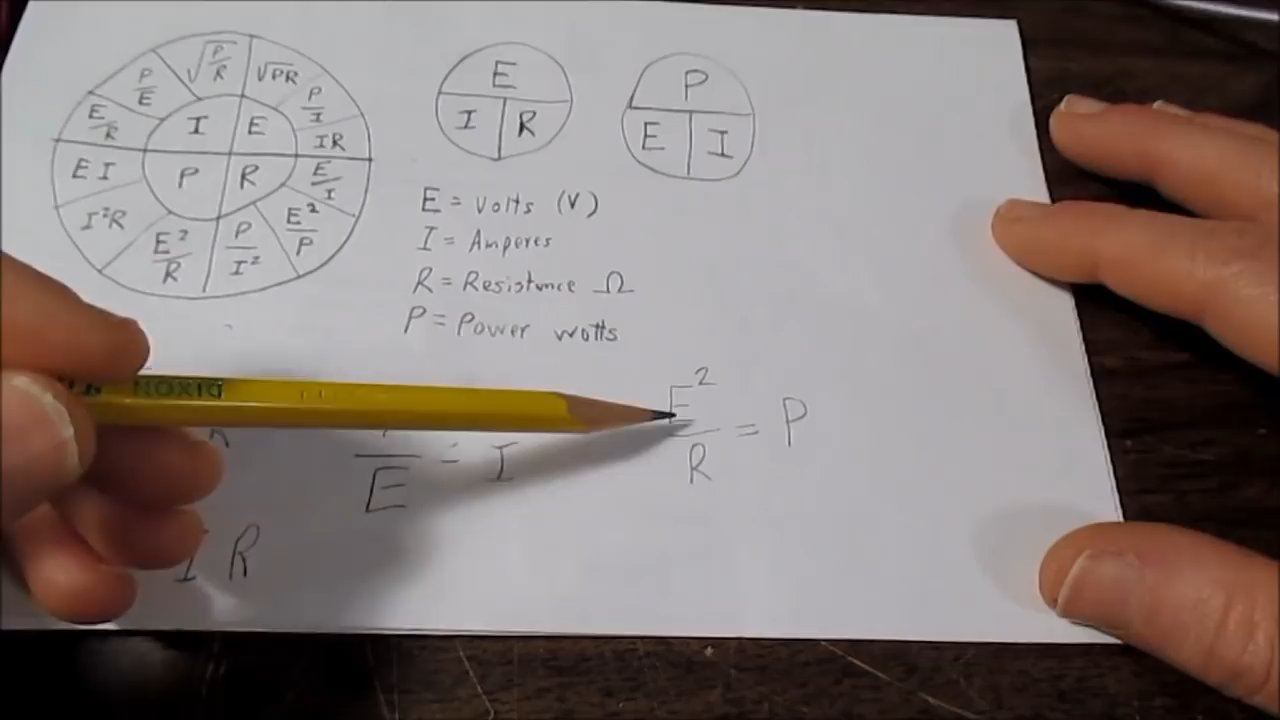 √P/R √PR
P/E P/I
E/R I E IR
EI P R E/I
I²R E²/P
E²/R P/I²
E
I R
P
E I
E = Volts (V)
I = Amperes
R = Resistance Ω
P = Power watts
DIXON
E = I
E²/R = P
I R